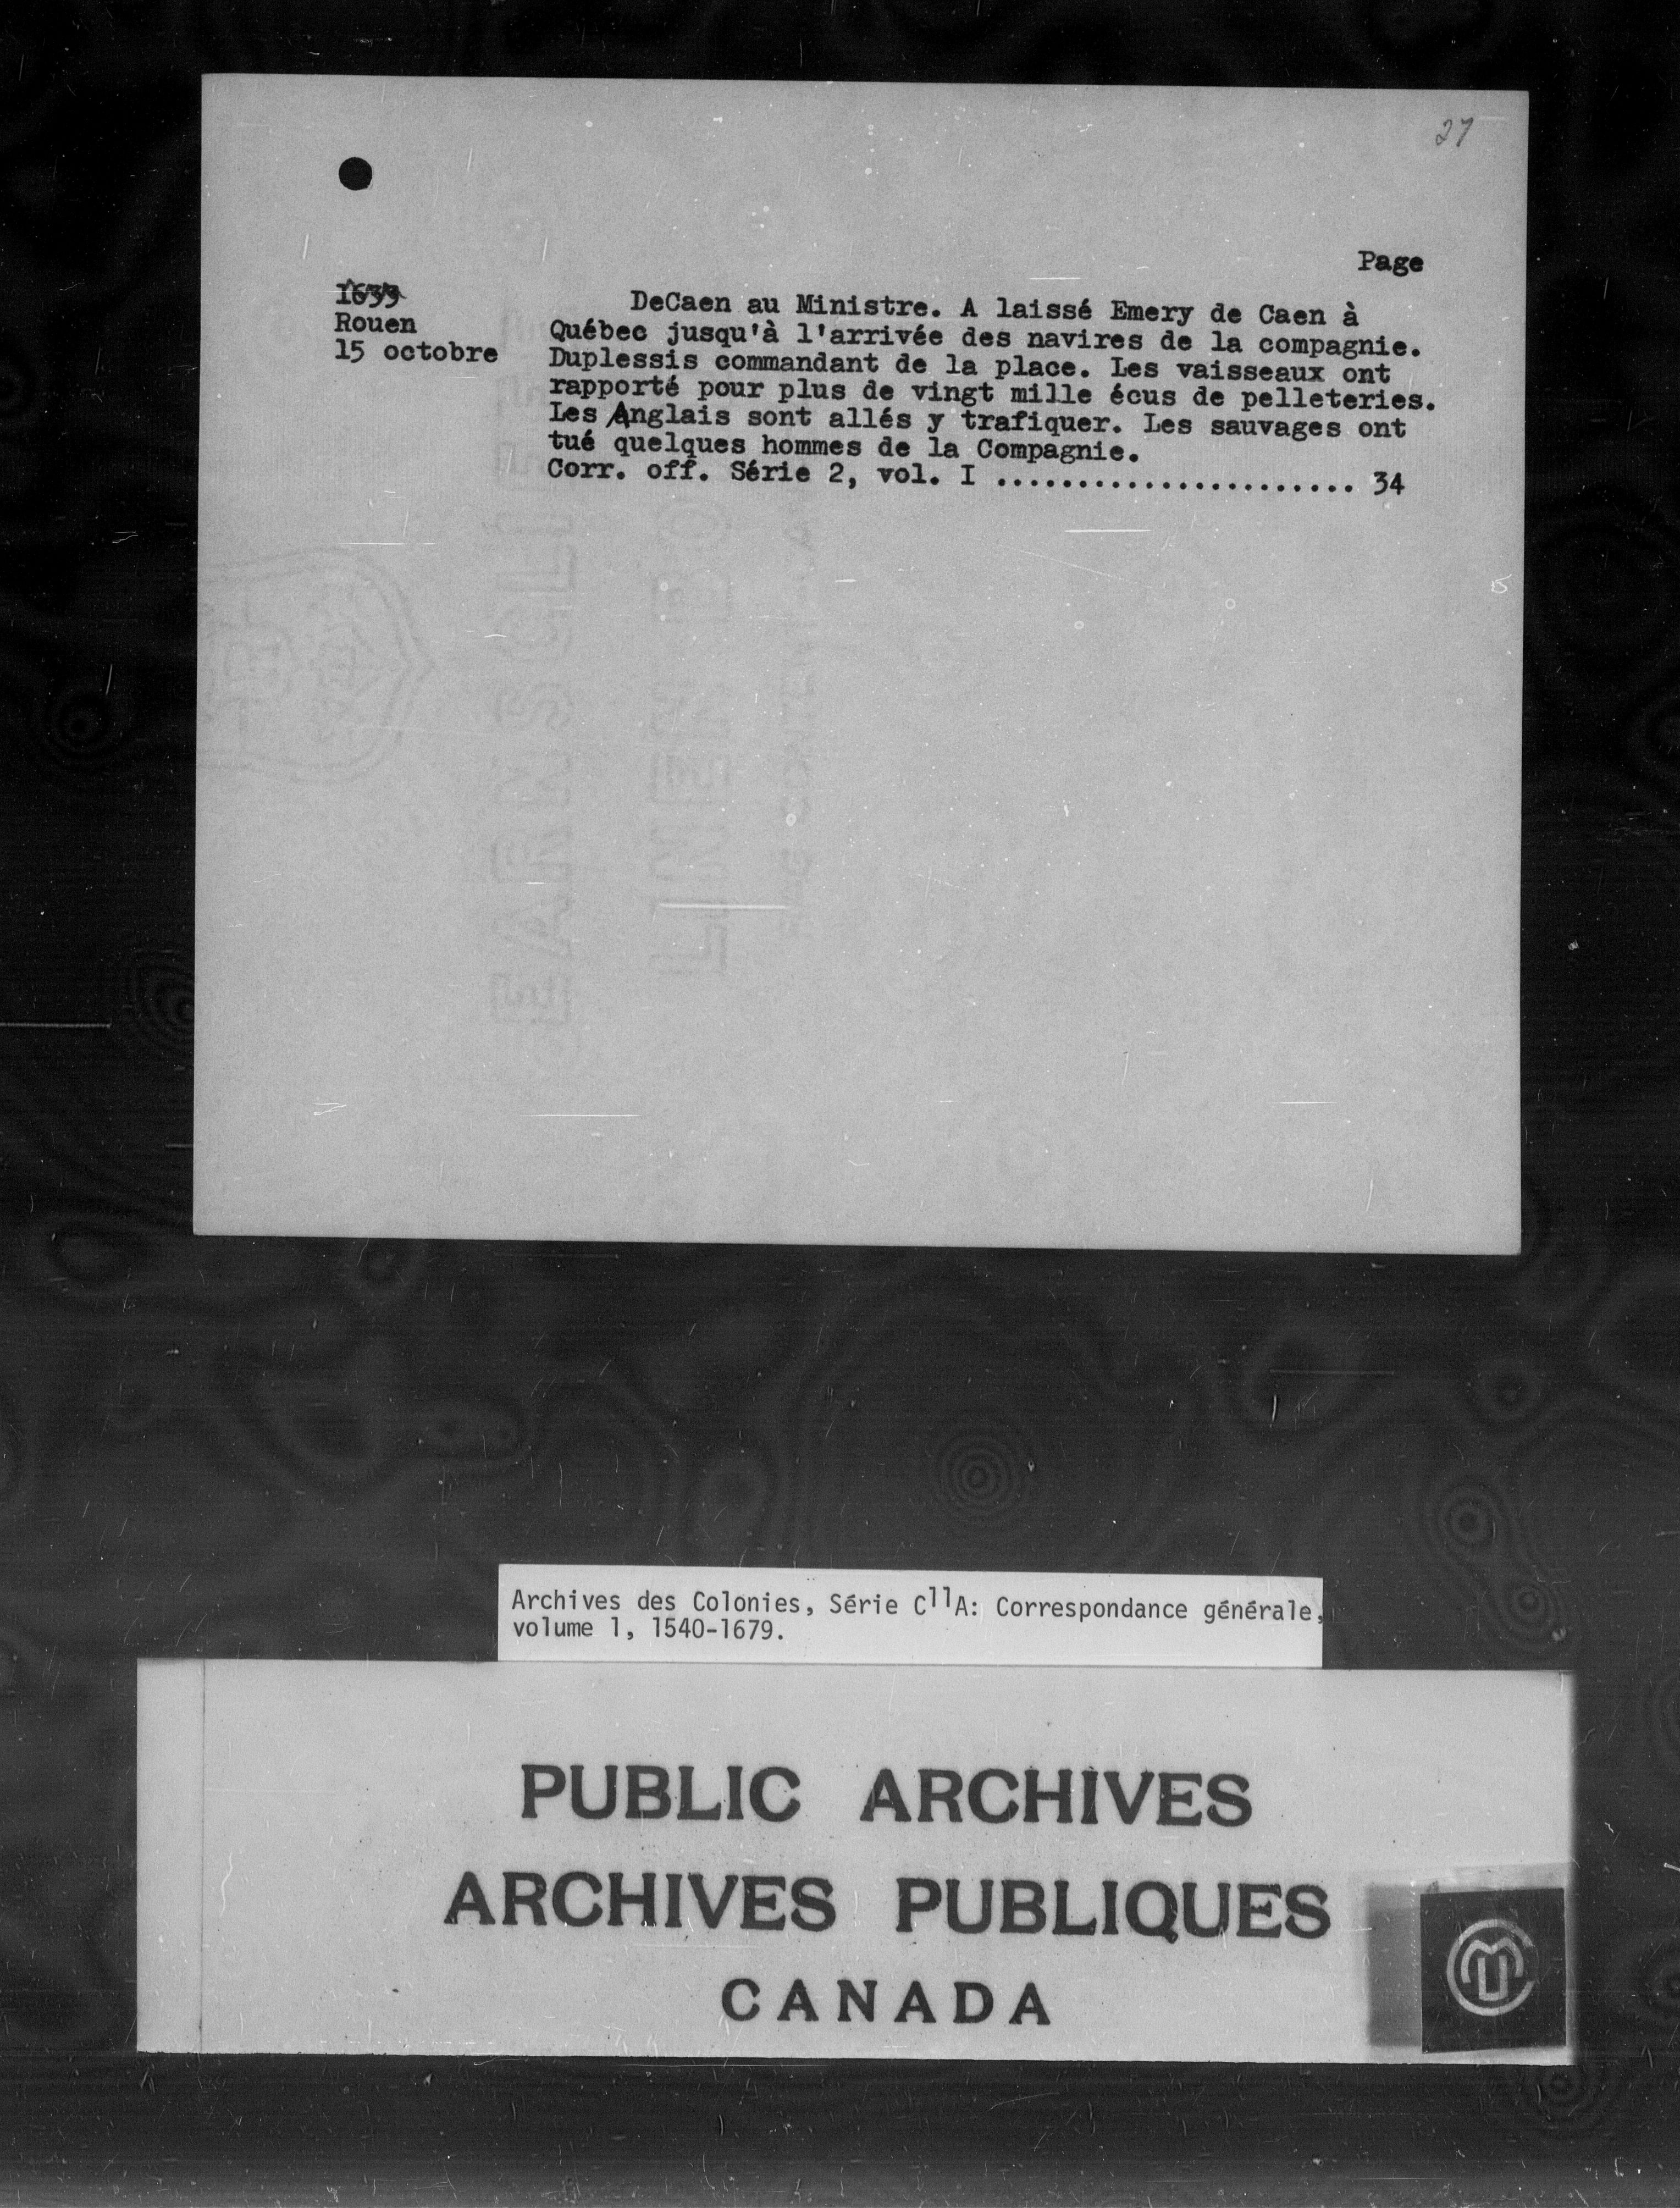 27
Page
1633
Rouen
15 octobre
DeCaen au Ministre. A laissé Emery de Caen à
Québec jusqu'à l'arrivée des navires de la compagnie.
Duplessis commandant de la place. Les vaisseaux ont
rapporté pour plus de vingt mille écus de pelleteries.
Les Anglais sont allés y trafiquer. Les sauvages ont
tué quelques hommes de la Compagnie.
Corr. off. Série 2, vol. I ....................... 34
Archives des Colonies, Série C11A: Correspondance générale,
volume 1, 1540-1679.
PUBLIC ARCHIVES
ARCHIVES PUBLIQUES
CANADA